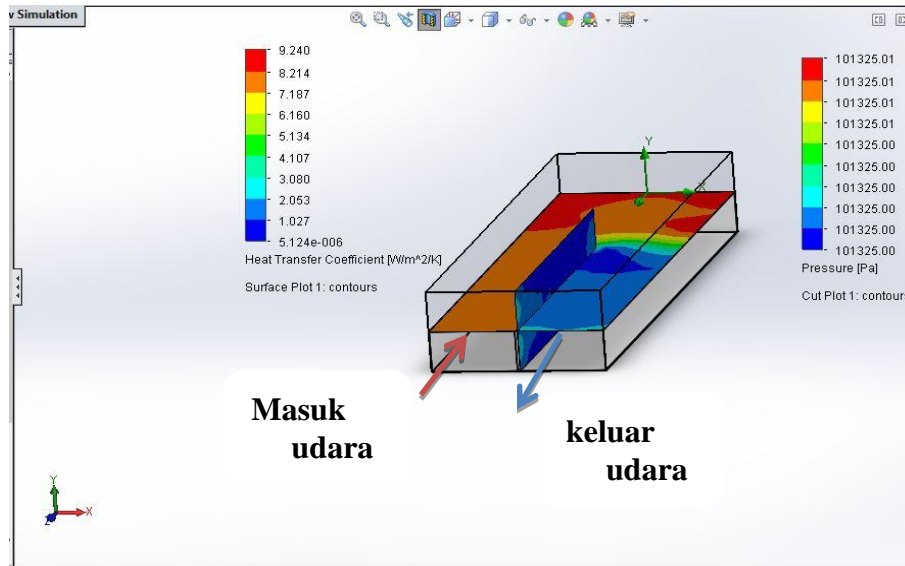 w Simulation
9.240
8.214
7.187
6.160
5.134
4.107
3.080
2.053
1.027
5.124e-006
Heat Transfer Coefficient [W/m^2/K]
Surface Plot 1: contours
101325.01
101325.01
101325.01
101325.01
101325.00
101325.00
101325.00
101325.00
101325.00
101325.00
Pressure [Pa]
Cut Plot 1: contours
Y
X
Masuk
udara
keluar
udara
Y
X
Z